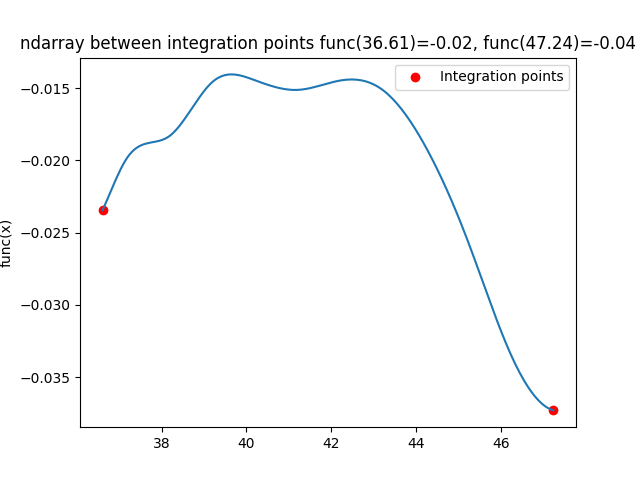 ndarray between integration points func(36.61)=-0.02, func(47.24)=-0.04
Integration points
func(x)
−0.015
−0.020
−0.025
−0.030
−0.035
38 40 42 44 46